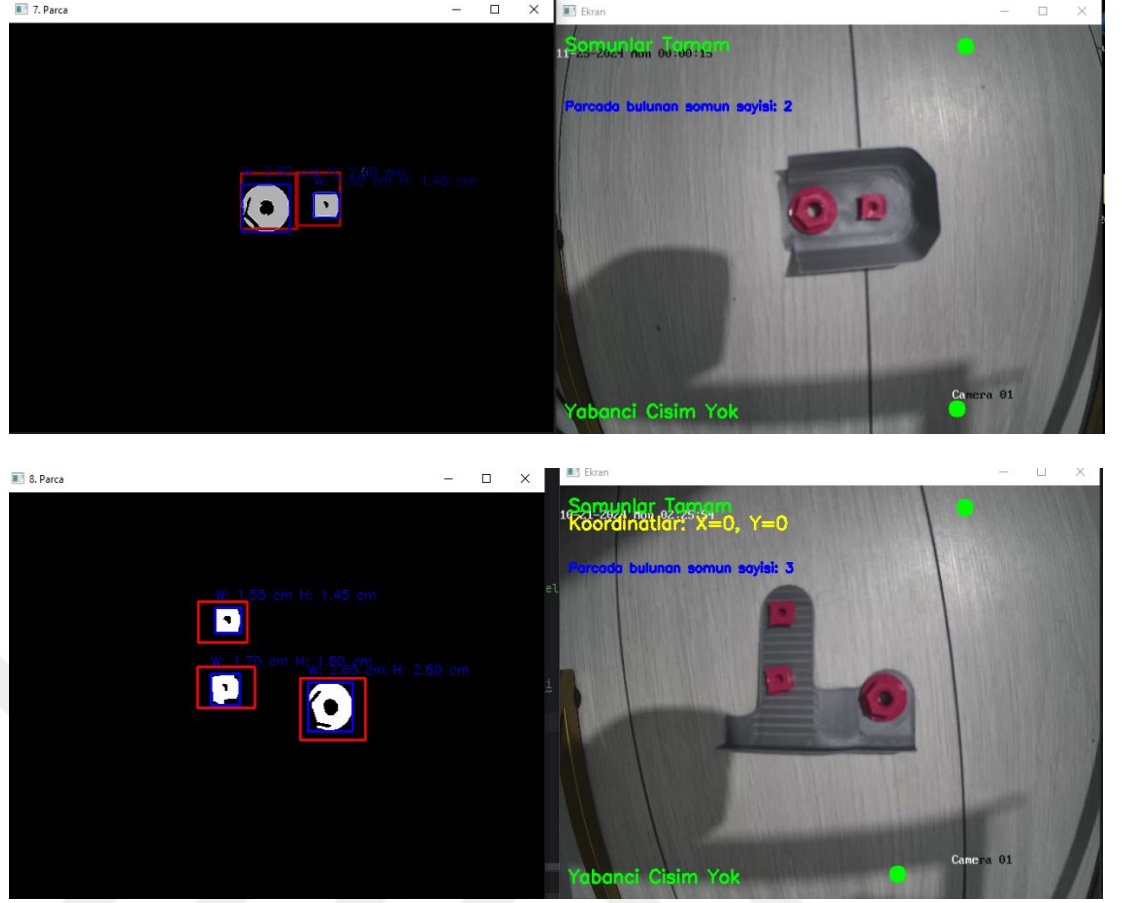 7. Parca
Ekran
Somunlar Tamam
Parcada bulunan somun sayisi: 2
H: 1.45 cm
Camera 01
Yabanci Cisim Yok
8. Parca
Ekran
Somunlar Tamam
Koordinatlar: X=0, Y=0
Parcada bulunan somun sayisi: 3
W: 1.55 cm H: 1.45 cm
W: 1.70 cm H: 1.80 cm
W: 2.65 cm H: 2.80 cm
Camera 01
Yabanci Cisim Yok